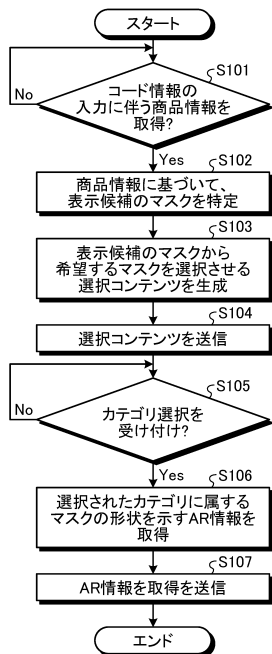 スタート
S101
コード情報の
入力に伴う商品情報を
取得?
No
Yes
S102
商品情報に基づいて、
表示候補のマスクを特定
S103
表示候補のマスクから
希望するマスクを選択させる
選択コンテンツを生成
S104
選択コンテンツを送信
S105
カテゴリ選択を
受け付け?
No
Yes
S106
選択されたカテゴリに属する
マスクの形状を示すAR情報を
取得
S107
AR情報を取得を送信
エンド